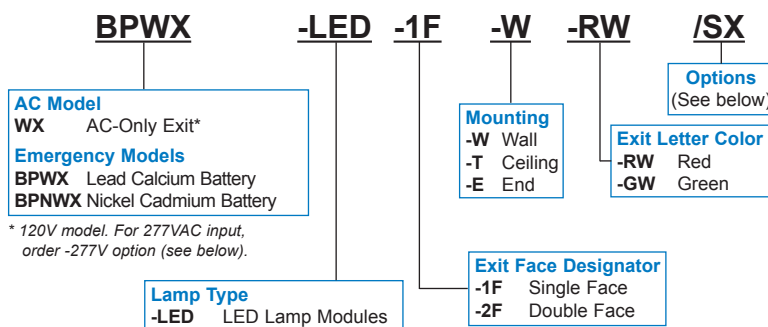 BPWX -LED -1F -W -RW /SX
Options
(See below)
AC Model
WX AC-Only Exit*
Emergency Models
BPWX Lead Calcium Battery
BPNWX Nickel Cadmium Battery
* 120V model. For 277VAC input,
order -277V option (see below).
Mounting
-W Wall
-T Ceiling
-E End
Exit Letter Color
-RW Red
-GW Green
Lamp Type
-LED LED Lamp Modules
Exit Face Designator
-1F Single Face
-2F Double Face